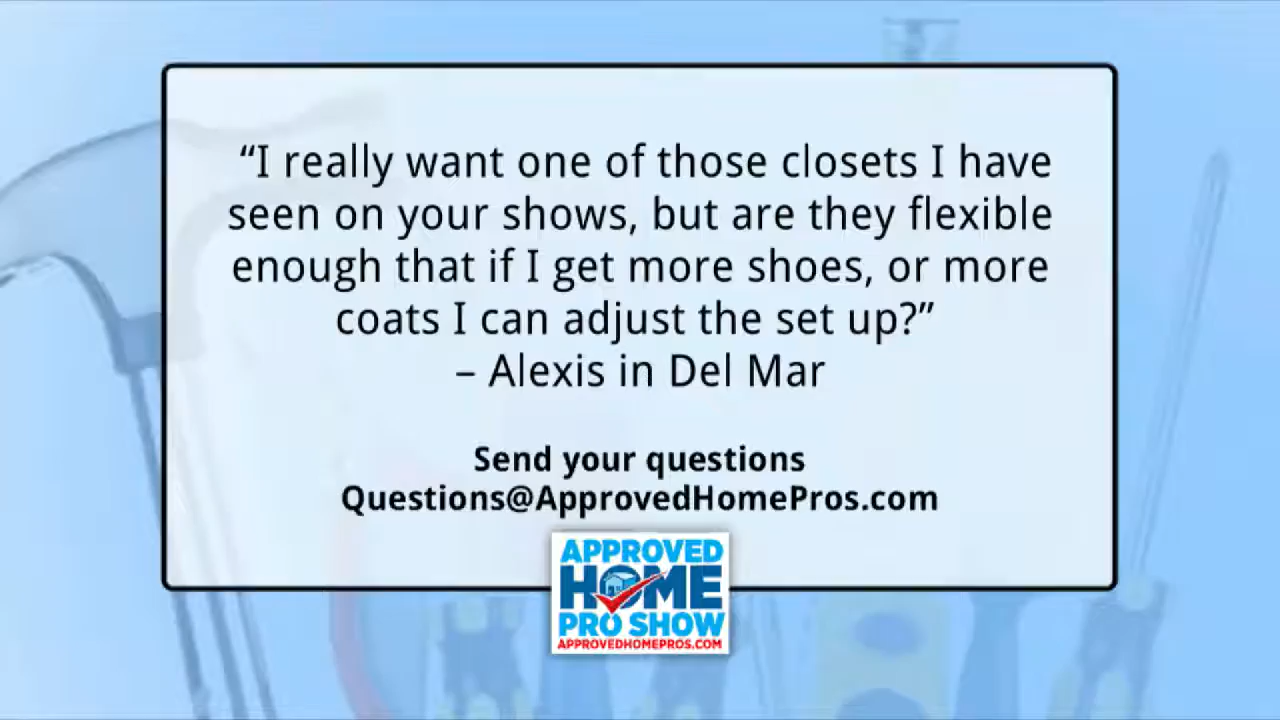 “I really want one of those closets I have
seen on your shows, but are they flexible
enough that if I get more shoes, or more
coats I can adjust the set up?”
– Alexis in Del Mar
Send your questions
Questions@ApprovedHomePros.com
APPROVED
HOME
PRO SHOW
APPROVEDHOMEPROS.COM